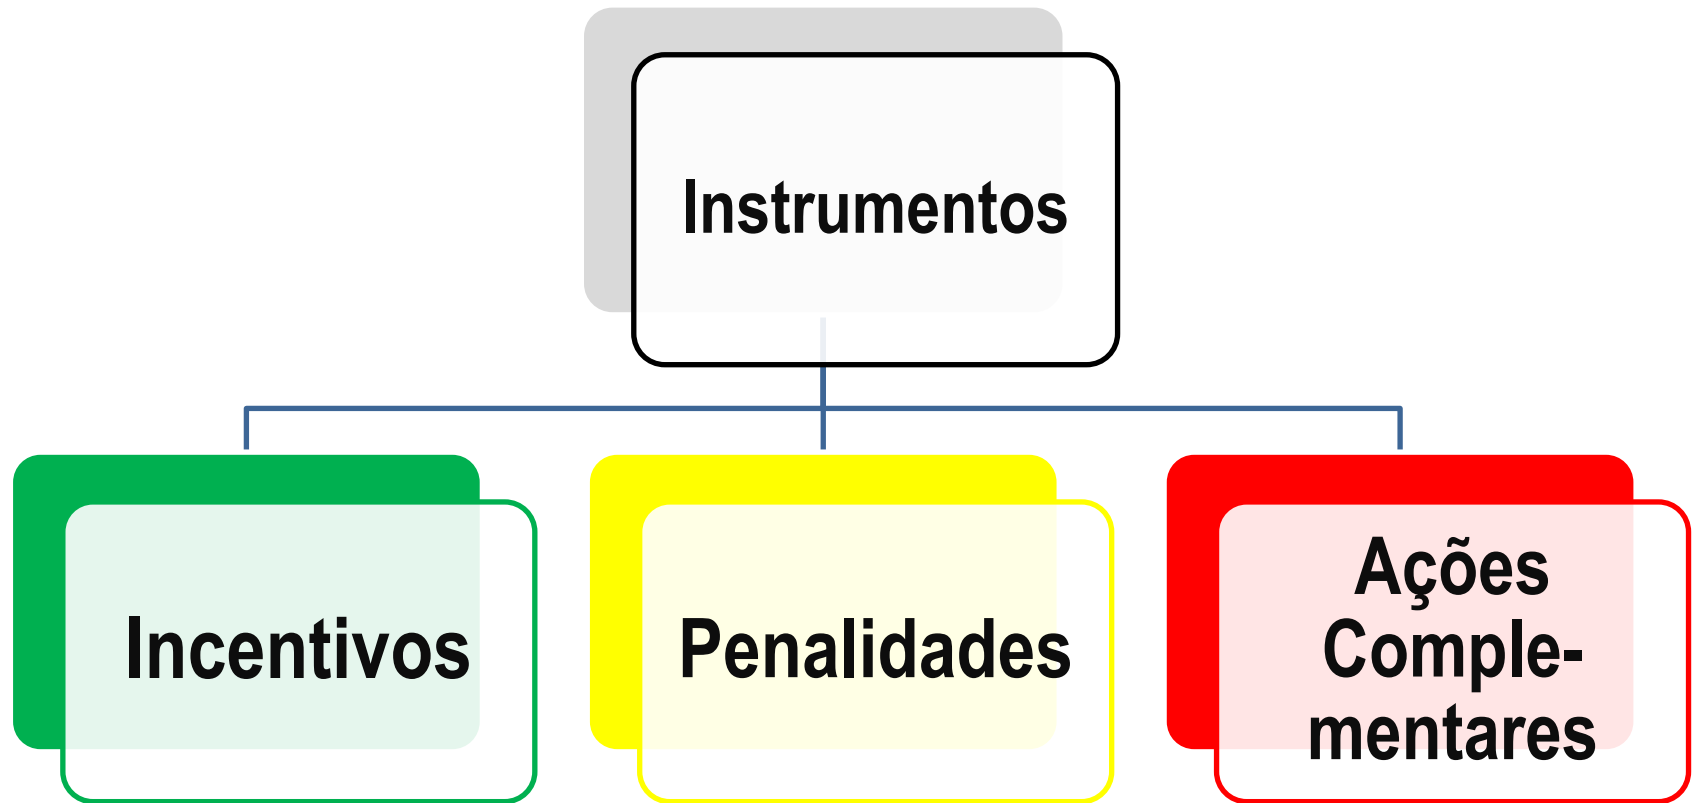 Instrumentos
Incentivos
Penalidades
Ações
Comple-
mentares